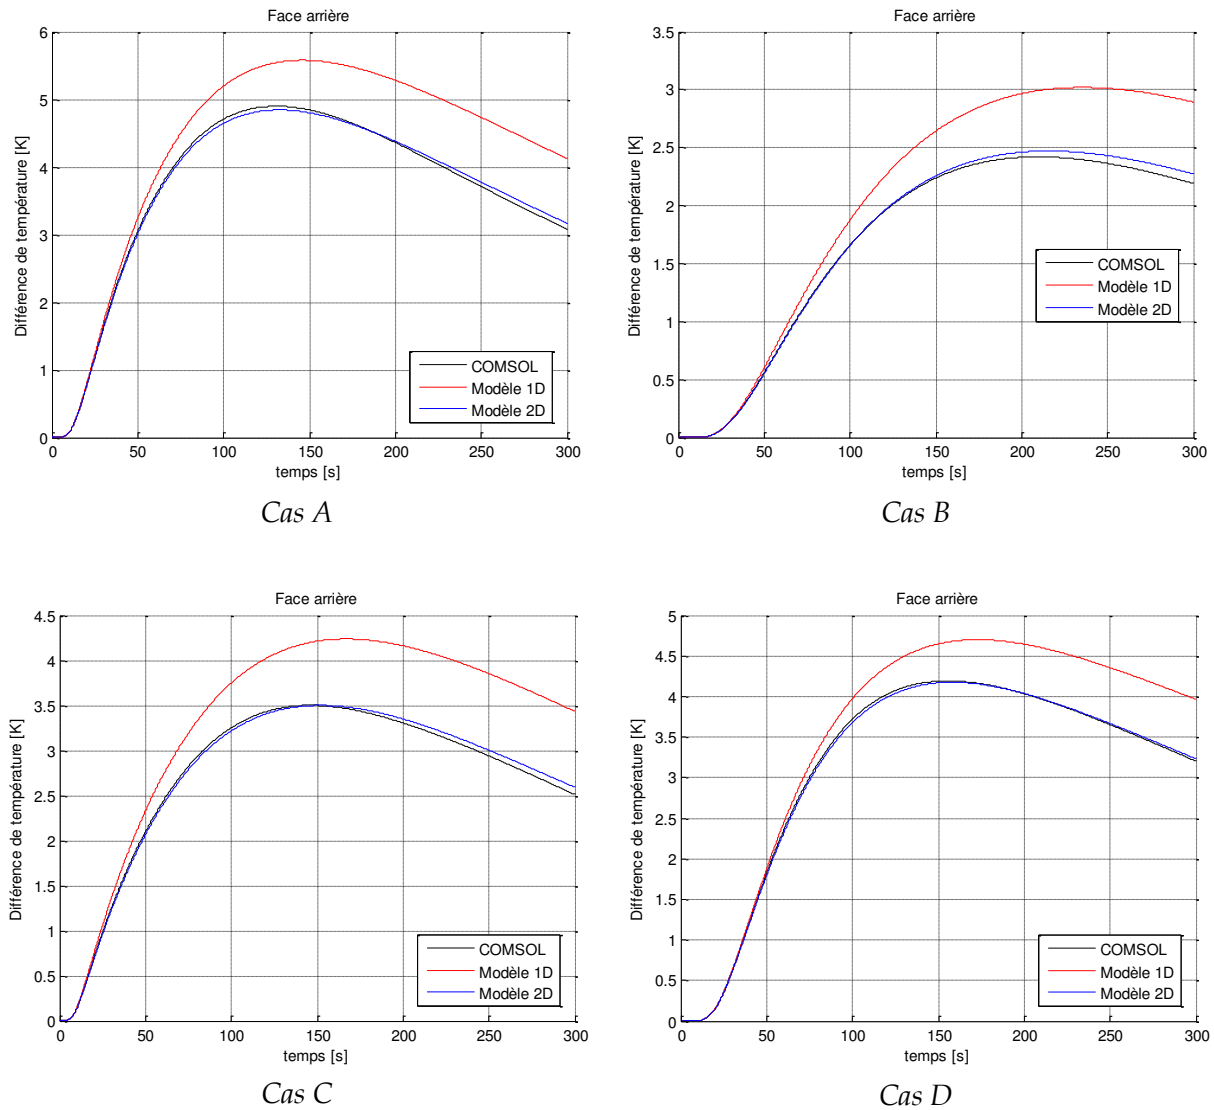 Face arrière
Différence de température [K]
6
5
4
3
2
1
0
COMSOL
Modèle 1D
Modèle 2D
0 50 100 150 200 250 300
temps [s]
Cas A
Face arrière
Différence de température [K]
3.5
3
2.5
2
1.5
1
0.5
0
COMSOL
Modèle 1D
Modèle 2D
0 50 100 150 200 250 300
temps [s]
Cas B
Face arrière
Différence de température [K]
4.5
4
3.5
3
2.5
2
1.5
1
0.5
0
COMSOL
Modèle 1D
Modèle 2D
0 50 100 150 200 250 300
temps [s]
Cas C
Face arrière
Différence de température [K]
5
4.5
4
3.5
3
2.5
2
1.5
1
0.5
0
COMSOL
Modèle 1D
Modèle 2D
0 50 100 150 200 250 300
temps [s]
Cas D